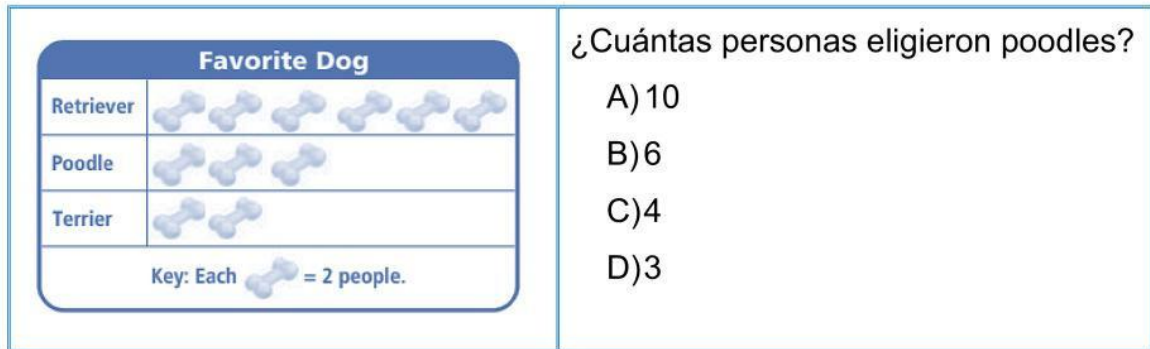 Favorite Dog
Retriever
Poodle
Terrier
Key: Each = 2 people.
¿Cuántas personas eligieron poodles?
A) 10
B) 6
C) 4
D) 3